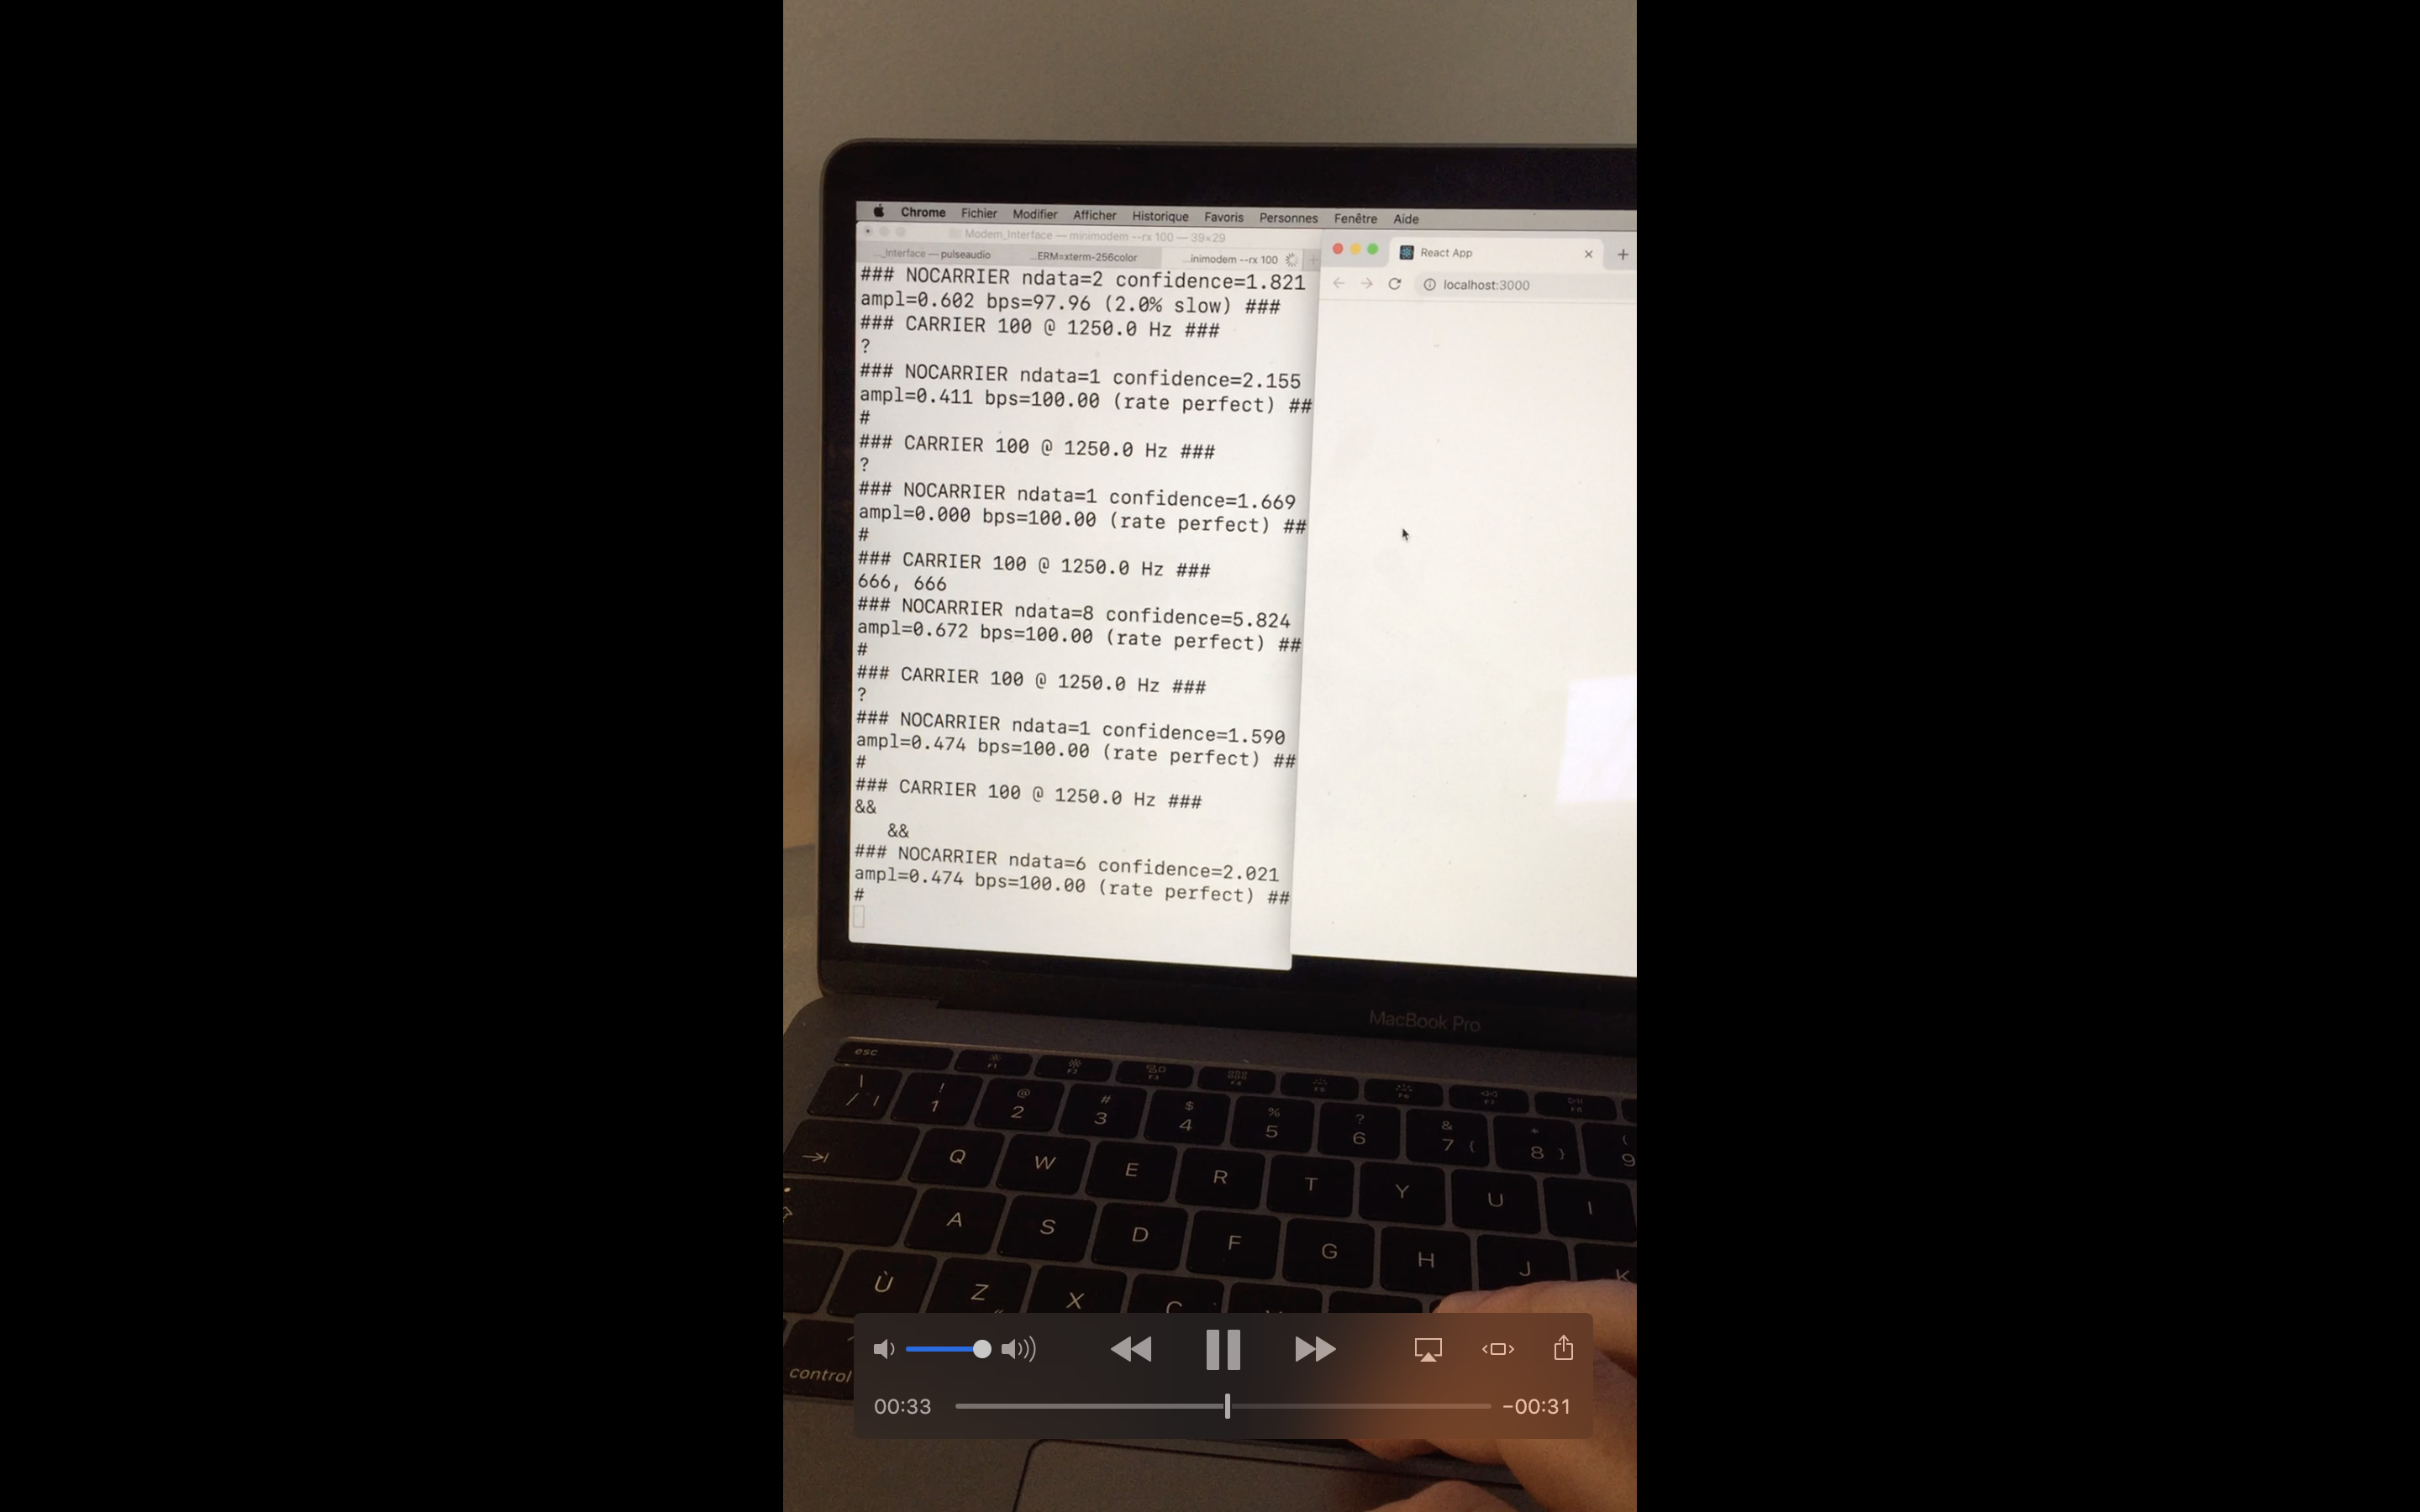 Chrome Fichier Modifier Afficher Historique Favoris Personnes Fenêtre Aide
Modem_Interface — minimodem --rx 100 — 39×29
..._Interface — pulseaudio ...ERM=xterm-256color ...inimodem --rx 100
### NOCARRIER ndata=2 confidence=1.821
ampl=0.602 bps=97.96 (2.0% slow) ###
### CARRIER 100 @ 1250.0 Hz ###
?
### NOCARRIER ndata=1 confidence=2.155
ampl=0.411 bps=100.00 (rate perfect) ##
#
### CARRIER 100 @ 1250.0 Hz ###
?
### NOCARRIER ndata=1 confidence=1.669
ampl=0.000 bps=100.00 (rate perfect) ##
#
### CARRIER 100 @ 1250.0 Hz ###
666, 666
### NOCARRIER ndata=8 confidence=5.824
ampl=0.672 bps=100.00 (rate perfect) ##
#
### CARRIER 100 @ 1250.0 Hz ###
?
### NOCARRIER ndata=1 confidence=1.590
ampl=0.474 bps=100.00 (rate perfect) ##
#
### CARRIER 100 @ 1250.0 Hz ###
&&
&&
### NOCARRIER ndata=6 confidence=2.021
ampl=0.474 bps=100.00 (rate perfect) ##
#
React App
localhost:3000
MacBook Pro
esc F1 F2 F3 F4 F5 F6 F7 F8
! @ # $ % ? & * (
1 2 3 4 5 6 7 { 8 } 9
Q W E R T Y U I
A S D F G H J K
Ù Z X C
control
00:33 −00:31